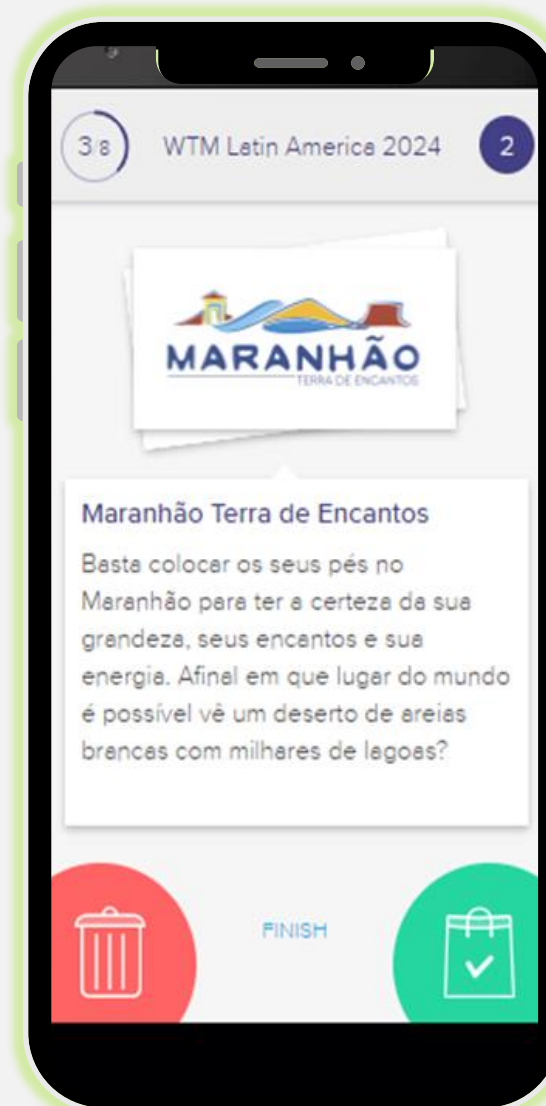 3/8
WTM Latin America 2024
2
MARANHÃO
TERRA DE ENCANTOS
Maranhão Terra de Encantos
Basta colocar os seus pés no
Maranhão para ter a certeza da sua
grandeza, seus encantos e sua
energia. Afinal em que lugar do mundo
é possível vê um deserto de areias
brancas com milhares de lagoas?
FINISH